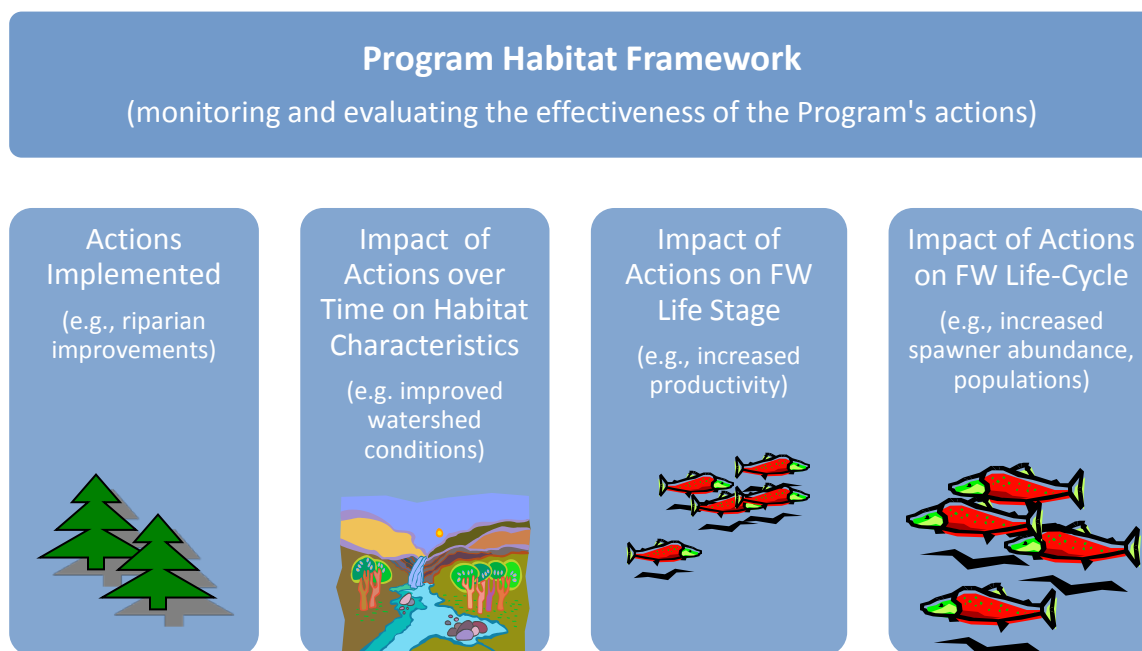 Program Habitat Framework
(monitoring and evaluating the effectiveness of the Program's actions)
Actions
Implemented
(e.g., riparian
improvements)
Impact of
Actions over
Time on Habitat
Characteristics
(e.g. improved
watershed
conditions)
Impact of
Actions on FW
Life Stage
(e.g., increased
productivity)
Impact of Actions
on FW Life-Cycle
(e.g., increased
spawner abundance,
populations)